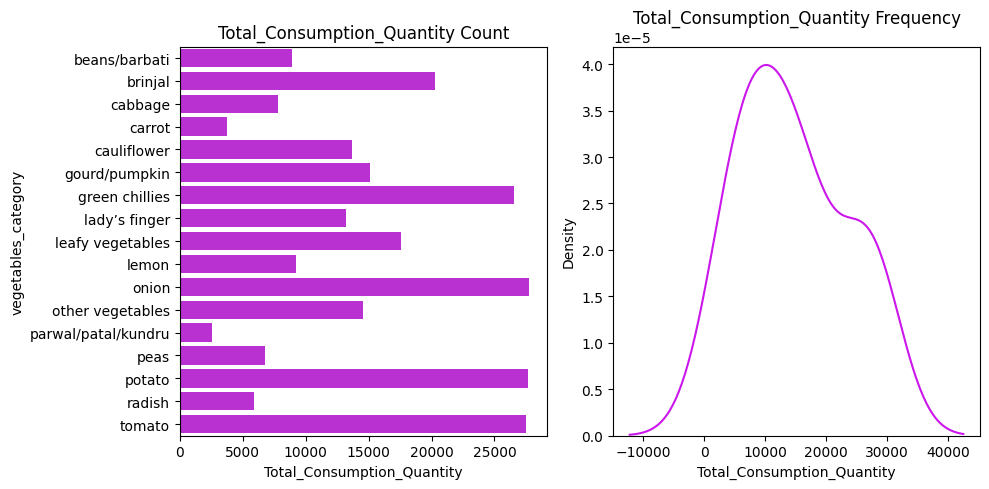 Total_Consumption_Quantity Count
vegetables_category
beans/barbati
brinjal
cabbage
carrot
cauliflower
gourd/pumpkin
green chillies
lady’s finger
leafy vegetables
lemon
onion
other vegetables
parwal/patal/kundru
peas
potato
radish
tomato
0 5000 10000 15000 20000 25000
Total_Consumption_Quantity
Total_Consumption_Quantity Frequency
1e−5
Density
4.0
3.5
3.0
2.5
2.0
1.5
1.0
0.5
0.0
−10000 0 10000 20000 30000 40000
Total_Consumption_Quantity